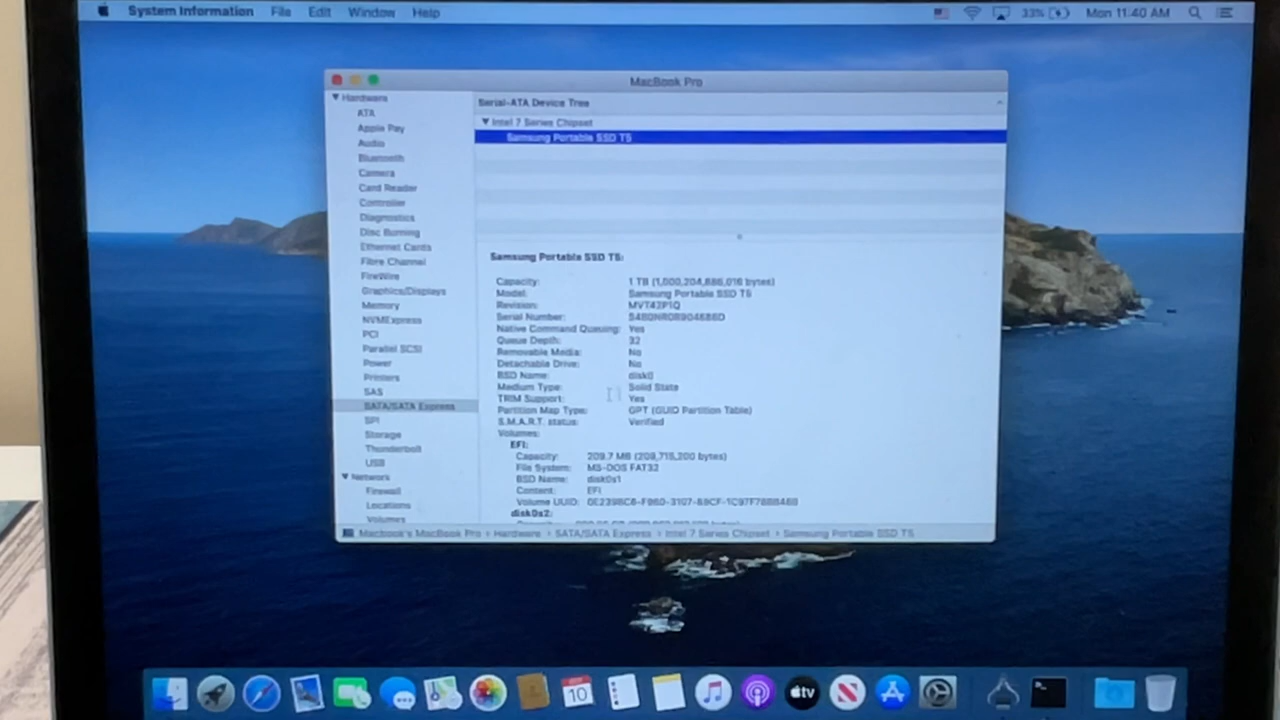 System Information File Edit Window Help 33% Mon 11:40 AM
MacBook Pro
Hardware
ATA
Apple Pay
Audio
Bluetooth
Camera
Card Reader
Controller
Diagnostics
Disc Burning
Ethernet Cards
Fibre Channel
FireWire
Graphics/Displays
Memory
NVMExpress
PCI
Parallel SCSI
Power
Printers
SAS
SATA/SATA Express
SPI
Storage
Thunderbolt
USB
Network
Firewall
Locations
Volumes
Serial-ATA Device Tree
Intel 7 Series Chipset
Samsung Portable SSD T5
Samsung Portable SSD T5:
Capacity: 1 TB (1,000,204,886,016 bytes)
Model: Samsung Portable SSD T5
Revision: MVT42P1Q
Serial Number:
Native Command Queuing: Yes
Queue Depth: 32
Removable Media: No
Detachable Drive: No
BSD Name: disk0
Medium Type: Solid State
TRIM Support: Yes
Partition Map Type: GPT (GUID Partition Table)
S.M.A.R.T. status: Verified
Volumes:
EFI:
Capacity: 209.7 MB (209,715,200 bytes)
File System: MS-DOS FAT32
BSD Name: disk0s1
Content: EFI
Volume UUID:
disk0s2:
Macbook's MacBook Pro › Hardware › SATA/SATA Express › Intel 7 Series Chipset › Samsung Portable SSD T5
10
tv